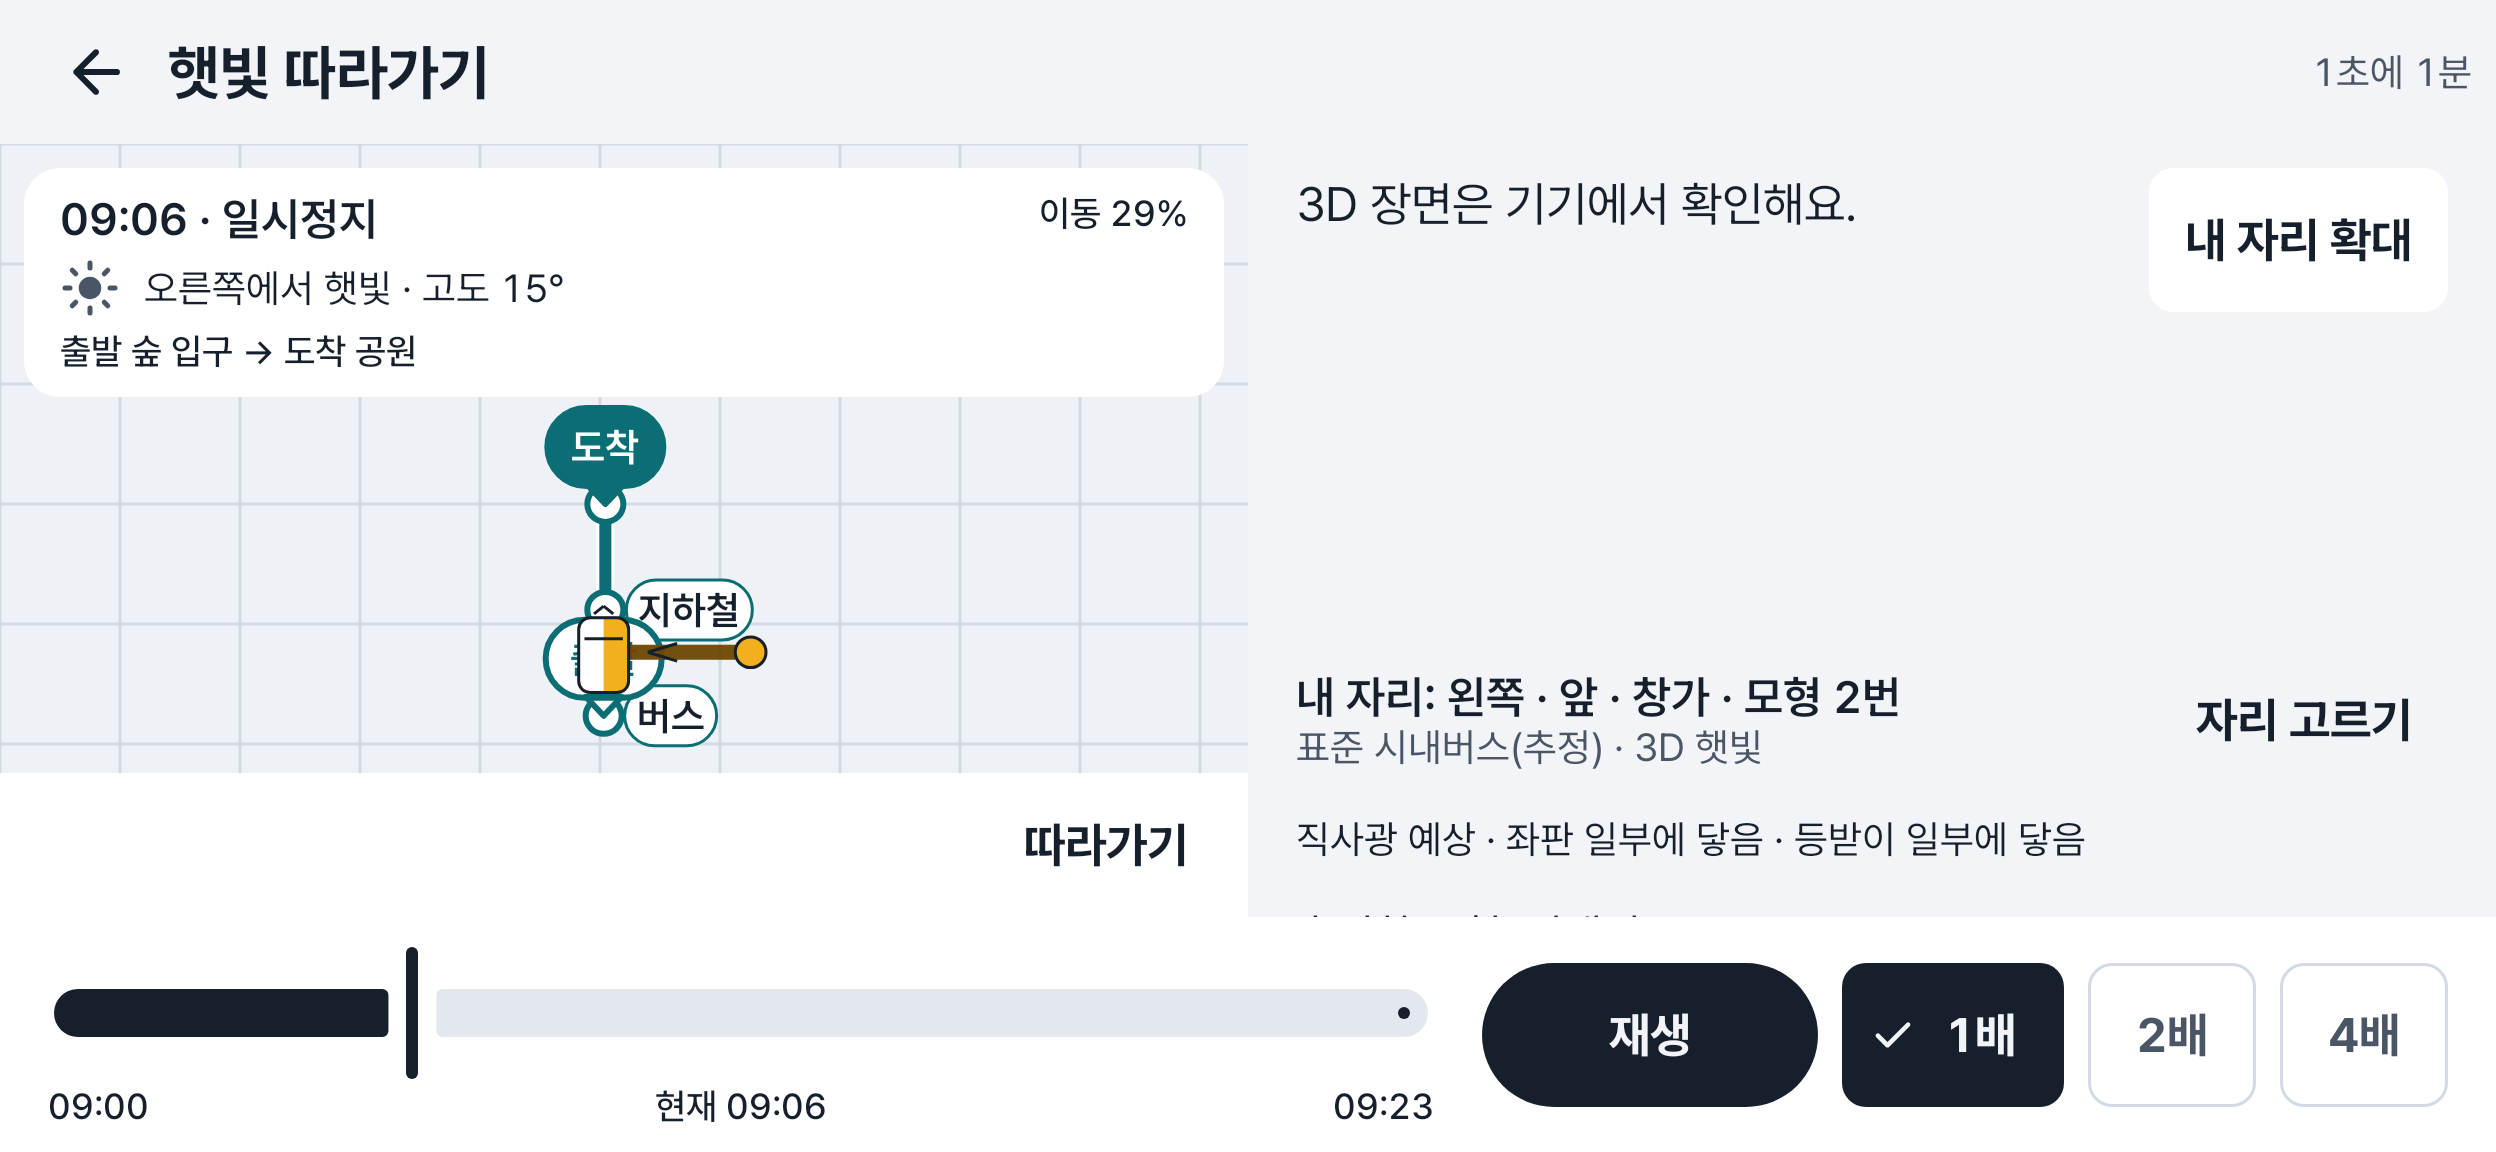 햇빛 따라가기
1초에 1분
09:06 · 일시정지
이동 29%
오른쪽에서 햇빛 · 고도 15°
출발 숲 입구 → 도착 공원
도착
지하철
버스
따라가기
3D 장면은 기기에서 확인해요.
내 자리 확대
내 자리: 왼쪽 · 앞 · 창가 · 모형 2번
표준 시내버스(추정) · 3D 햇빛
자리 고르기
직사광 예상 · 좌판 일부에 닿음 · 등받이 일부에 닿음
09:00
현재 09:06
09:23
재생
1배
2배
4배